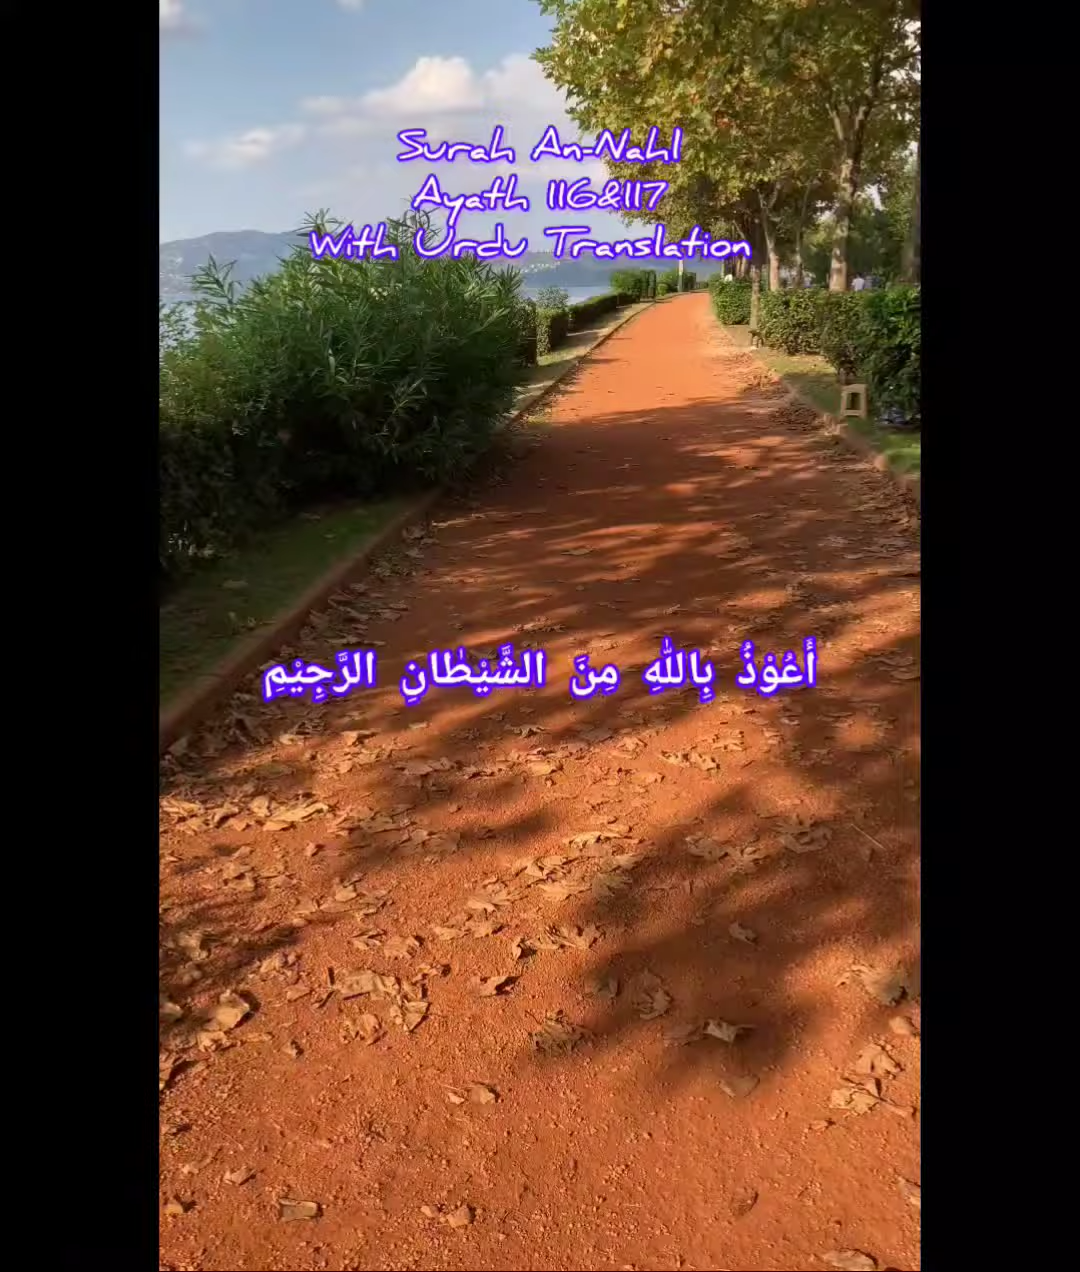 Surah An-Nahl
Ayath 116&117
With Urdu Translation
أَعُوْذُ بِاللّٰهِ مِنَ الشَّيْطٰانِ الرَّجِيْمِ